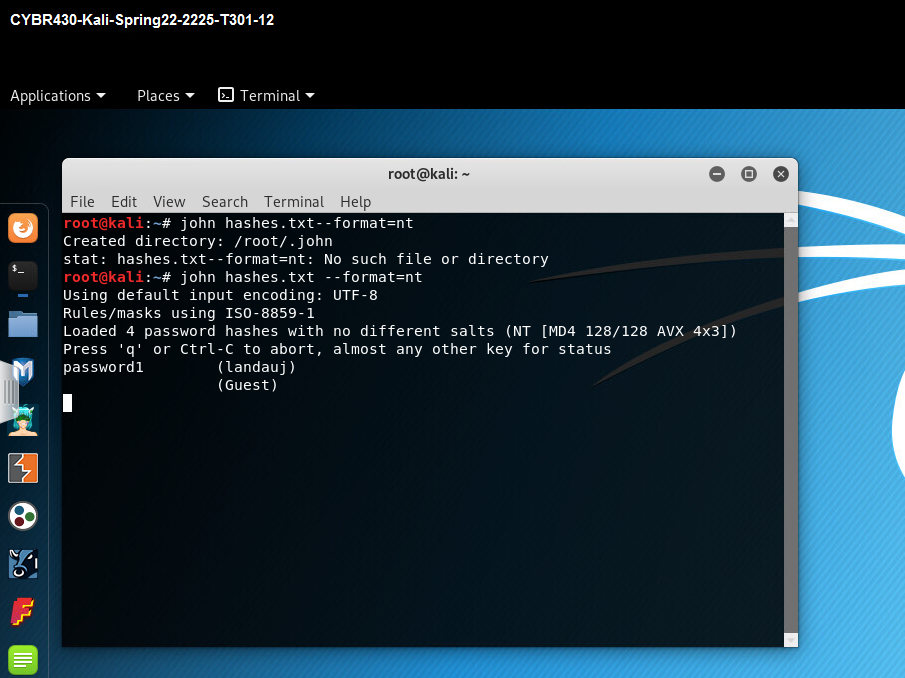 CYBR430-Kali-Spring22-2225-T301-12
Applications Places Terminal
root@kali: ~
File Edit View Search Terminal Help
root@kali:~# john hashes.txt--format=nt
Created directory: /root/.john
stat: hashes.txt--format=nt: No such file or directory
root@kali:~# john hashes.txt --format=nt
Using default input encoding: UTF-8
Rules/masks using ISO-8859-1
Loaded 4 password hashes with no different salts (NT [MD4 128/128 AVX 4x3])
Press 'q' or Ctrl-C to abort, almost any other key for status
password1        (landauj)
                 (Guest)